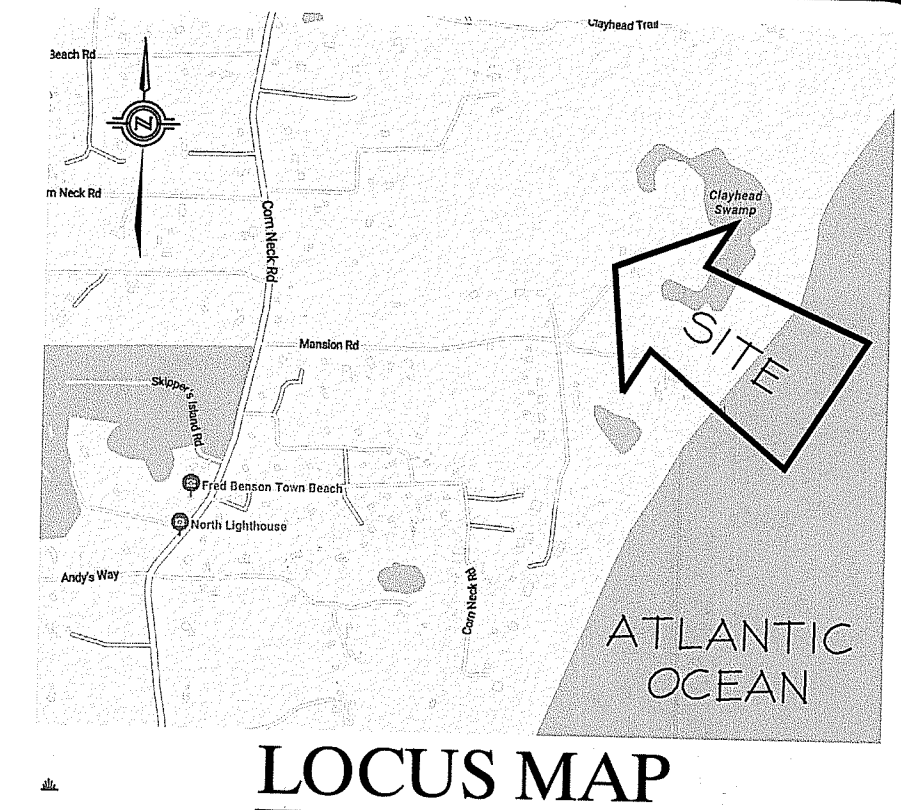 Clayhead Trail
Beach Rd
N
Clayhead
Swamp
Neck Rd
Corn Neck Rd
SITE
Mansion Rd
Skipper's Island Rd
Fred Benson Town Beach
North Lighthouse
Andy's Way
Corn Neck Rd
ATLANTIC
OCEAN
LOCUS MAP